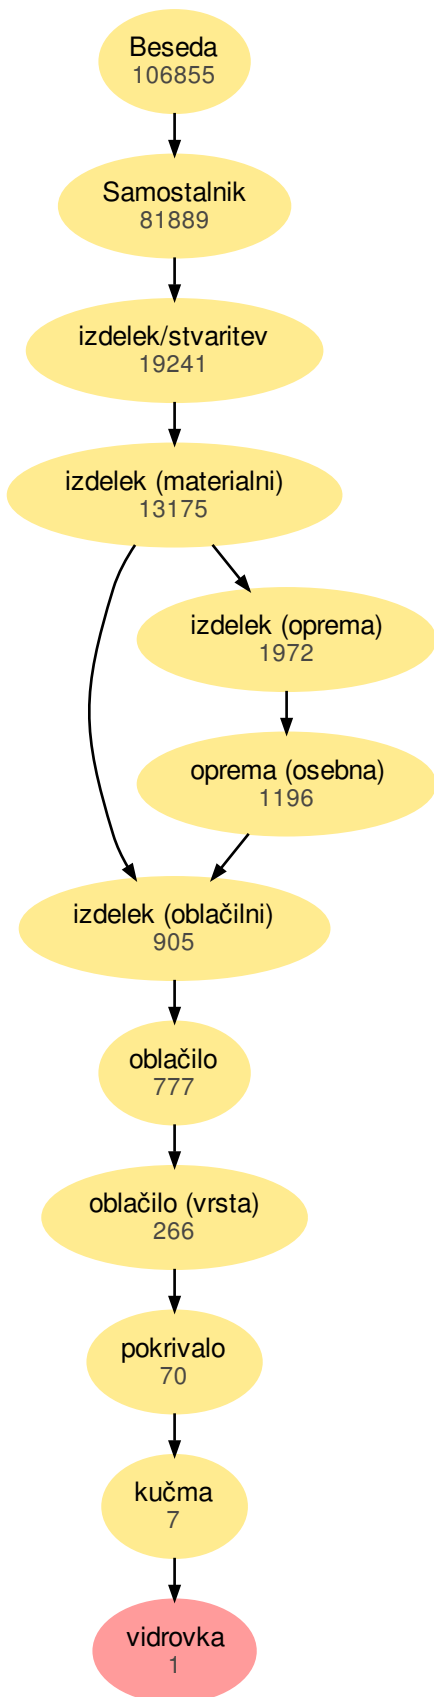 Beseda
106855
Samostalnik
81889
izdelek/stvaritev
19241
izdelek (materialni)
13175
izdelek (oprema)
1972
oprema (osebna)
1196
izdelek (oblačilni)
905
oblačilo
777
oblačilo (vrsta)
266
pokrivalo
70
kučma
7
vidrovka
1